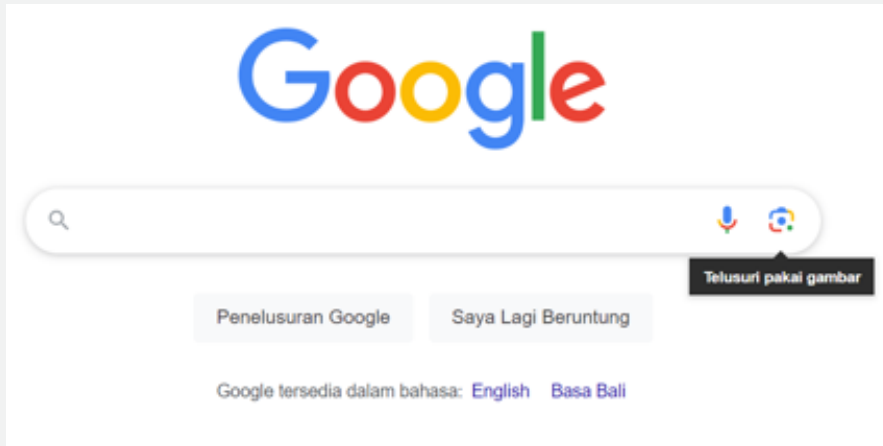 Google
Telusuri pakai gambar
Penelusuran Google
Saya Lagi Beruntung
Google tersedia dalam bahasa: English Basa Bali